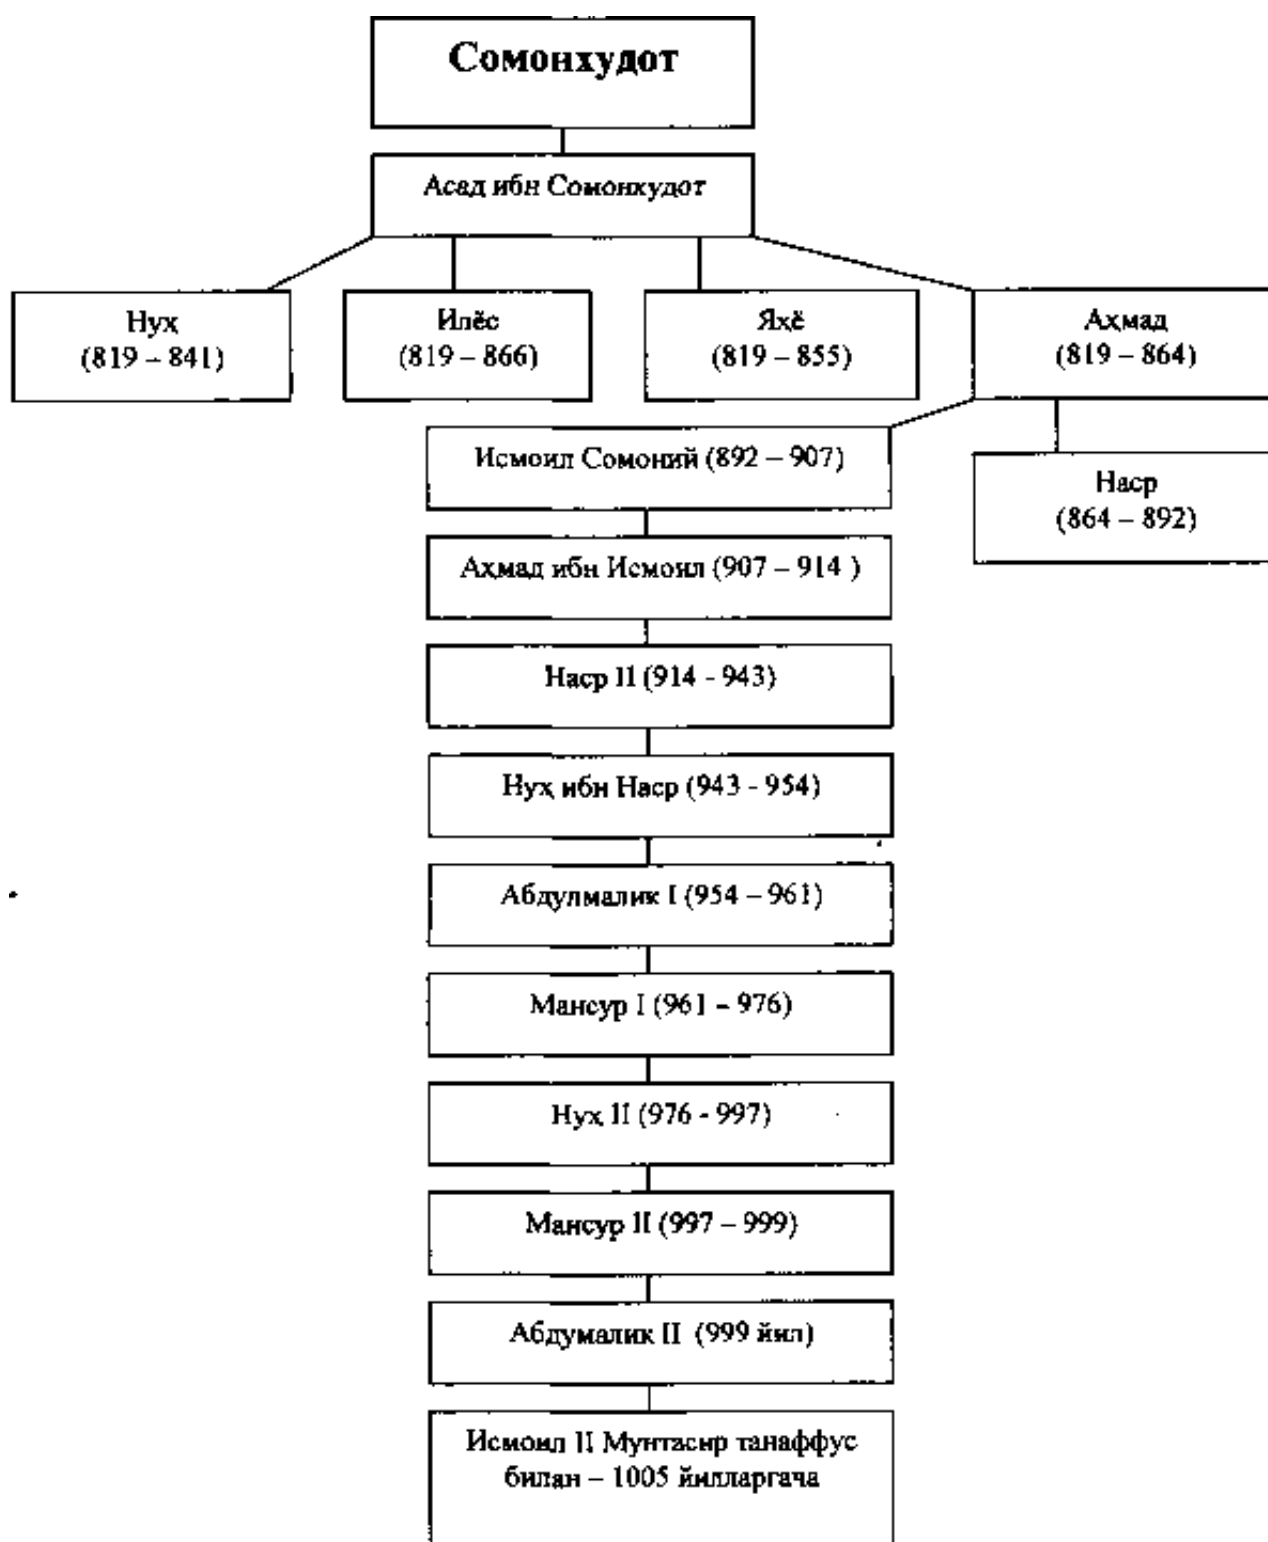 Сомонхудот
Асад ибн Сомонхудот
Нуҳ
(819 – 841)
Илёс
(819 – 866)
Яҳё
(819 – 855)
Аҳмад
(819 – 864)
Исмоил Сомоний (892 – 907)
Наср
(864 – 892)
Аҳмад ибн Исмоил (907 – 914 )
Наср II (914 - 943)
Нуҳ ибн Наср (943 - 954)
Абдулмалик I (954 – 961)
Мансур I (961 – 976)
Нуҳ II (976 - 997)
Мансур II (997 – 999)
Абдумалик II (999 йил)
Исмоил II Мунтасир танаффус
билан – 1005 йилларгача